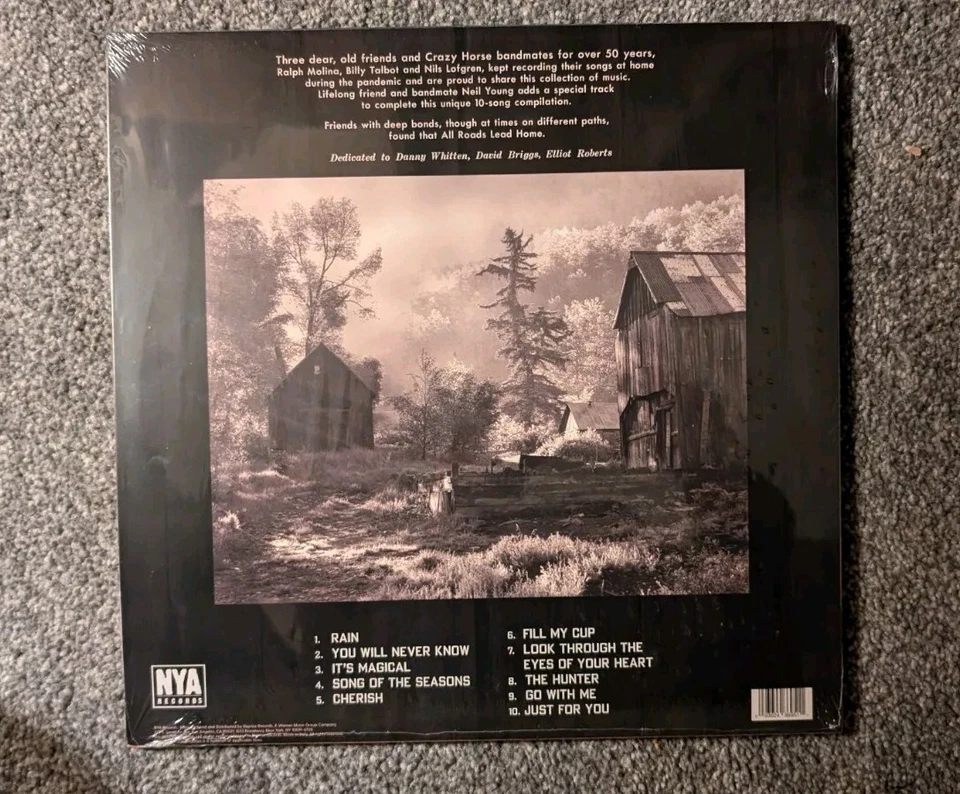 Three dear, old friends and Crazy Horse bandmates for over 50 years,
Ralph Molina, Billy Talbot and Nils Lofgren, kept recording their songs at home
during the pandemic and are proud to share this collection of music.
Lifelong friend and bandmate Neil Young adds a special track
to complete this unique 10-song compilation.
Friends with deep bonds, though at times on different paths,
found that All Roads Lead Home.
Dedicated to Danny Whitten, David Briggs, Elliot Roberts
1. RAIN
2. YOU WILL NEVER KNOW
3. IT'S MAGICAL
4. SONG OF THE SEASONS
5. CHERISH
6. FILL MY CUP
7. LOOK THROUGH THE
EYES OF YOUR HEART
8. THE HUNTER
9. GO WITH ME
10. JUST FOR YOU
NYA
RECORDS